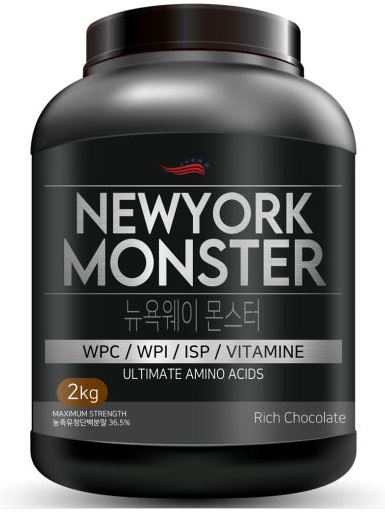 NEWYORK
MONSTER
뉴욕웨이 몬스터
WPC / WPI / ISP / VITAMINE
ULTIMATE AMINO ACIDS
2kg
MAXIMUM STRENGTH
농축유청단백분말 36.5%
Rich Chocolate